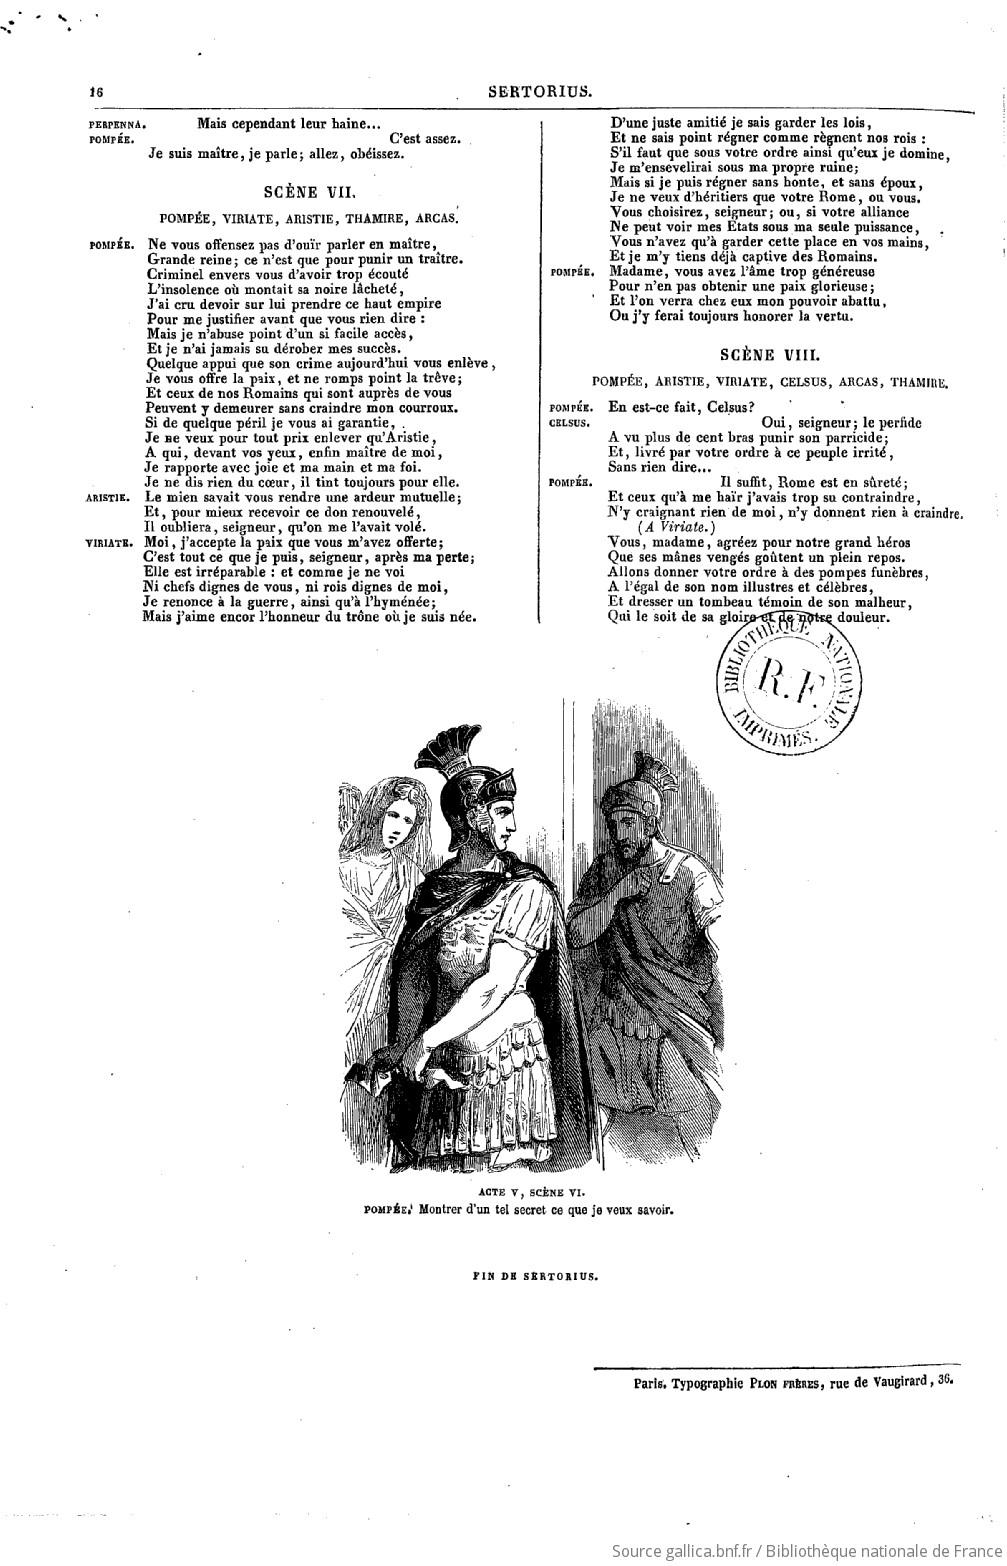 16
SERTORIUS.
PERPENNA. Mais cependant leur haine...
POMPÉE. C'est assez.
Je suis maître, je parle; allez, obéissez.
SCÈNE VII.
POMPÉE, VIRIATE, ARISTIE, THAMIRE, ARCAS.
POMPÉE. Ne vous offensez pas d'ouïr parler en maître,
Grande reine; ce n'est que pour punir un traître.
Criminel envers vous d'avoir trop écouté
L'insolence où montait sa noire lâcheté,
J'ai cru devoir sur lui prendre ce haut empire
Pour me justifier avant que vous rien dire :
Mais je n'abuse point d'un si facile accès,
Et je n'ai jamais su dérober mes succès.
Quelque appui que son crime aujourd'hui vous enlève,
Je vous offre la paix, et ne romps point la trêve;
Et ceux de nos Romains qui sont auprès de vous
Peuvent y demeurer sans craindre mon courroux.
Si de quelque péril je vous ai garantie,
Je ne veux pour tout prix enlever qu'Aristie,
A qui, devant vos yeux, enfin maître de moi,
Je rapporte avec joie et ma main et ma foi.
Je ne dis rien du cœur, il tint toujours pour elle.
ARISTIE. Le mien savait vous rendre une ardeur mutuelle;
Et, pour mieux recevoir ce don renouvelé,
Il oubliera, seigneur, qu'on me l'avait volé.
VIRIATE. Moi, j'accepte la paix que vous m'avez offerte;
C'est tout ce que je puis, seigneur, après ma perte;
Elle est irréparable : et comme je ne voi
Ni chefs dignes de vous, ni rois dignes de moi,
Je renonce à la guerre, ainsi qu'à l'hyménée;
Mais j'aime encor l'honneur du trône où je suis née.
D'une juste amitié je sais garder les lois,
Et ne sais point régner comme règnent nos rois :
S'il faut que sous votre ordre ainsi qu'eux je domine,
Je m'ensevelirai sous ma propre ruine;
Mais si je puis régner sans honte, et sans époux,
Je ne veux d'héritiers que votre Rome, ou vous.
Vous choisirez, seigneur; ou, si votre alliance
Ne peut voir mes États sous ma seule puissance,
Vous n'avez qu'à garder cette place en vos mains,
Et je m'y tiens déjà captive des Romains.
POMPÉE. Madame, vous avez l'âme trop généreuse
Pour n'en pas obtenir une paix glorieuse;
Et l'on verra chez eux mon pouvoir abattu,
Ou j'y ferai toujours honorer la vertu.
SCÈNE VIII.
POMPÉE, ARISTIE, VIRIATE, CELSUS, ARCAS, THAMIRE.
POMPÉE. En est-ce fait, Celsus?
CELSUS. Oui, seigneur; le perfide
A vu plus de cent bras punir son parricide;
Et, livré par votre ordre à ce peuple irrité,
Sans rien dire...
POMPÉE. Il suffit, Rome est en sûreté;
Et ceux qu'à me haïr j'avais trop su contraindre,
N'y craignant rien de moi, n'y donnent rien à craindre.
(A Viriate.)
Vous, madame, agréez pour notre grand héros
Que ses mânes vengés goûtent un plein repos.
Allons donner votre ordre à des pompes funèbres,
A l'égal de son nom illustres et célèbres,
Et dresser un tombeau témoin de son malheur,
Qui le soit de sa gloire et de notre douleur.
BIBLIOTHÈQUE NATIONALE
R.F.
IMPRIMÉS.
ACTE V, SCÈNE VI.
POMPÉE. Montrer d'un tel secret ce que je veux savoir.
FIN DE SERTORIUS.
Paris. Typographie PLON FRÈRES, rue de Vaugirard, 36.
Source gallica.bnf.fr / Bibliothèque nationale de France